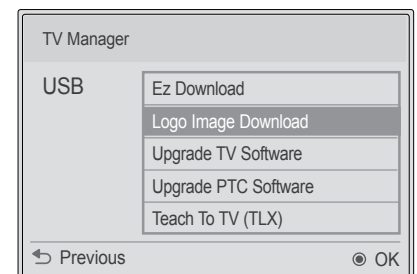 TV Manager
USB
Ez Download
Logo Image Download
Upgrade TV Software
Upgrade PTC Software
Teach To TV (TLX)
Previous
OK